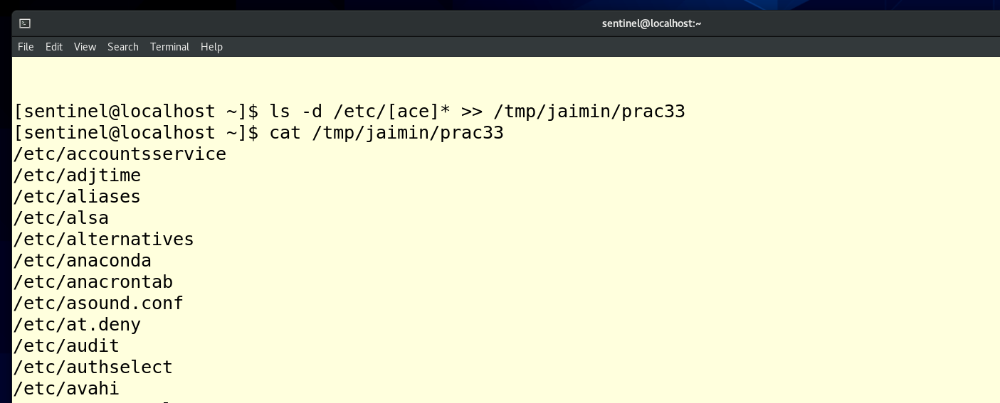 sentinel@localhost:~
File Edit View Search Terminal Help
[sentinel@localhost ~]$ ls -d /etc/[ace]* >> /tmp/jaimin/prac33
[sentinel@localhost ~]$ cat /tmp/jaimin/prac33
/etc/accountsservice
/etc/adjtime
/etc/aliases
/etc/alsa
/etc/alternatives
/etc/anaconda
/etc/anacrontab
/etc/asound.conf
/etc/at.deny
/etc/audit
/etc/authselect
/etc/avahi